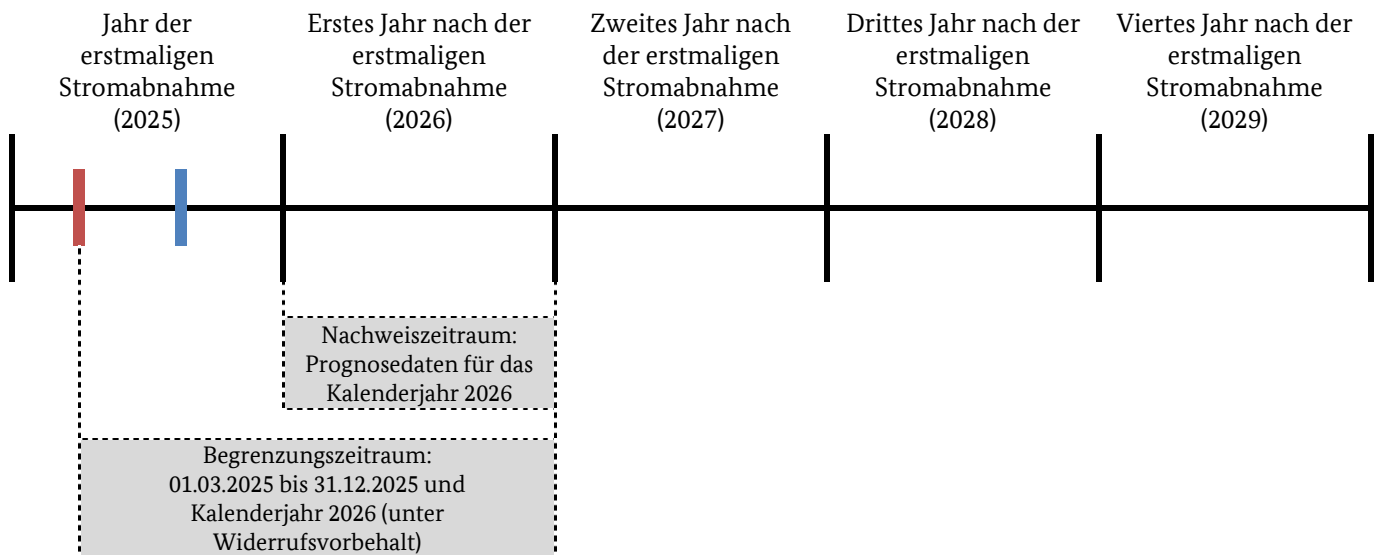 Jahr der
erstmaligen
Stromabnahme
(2025)
Erstes Jahr nach der
erstmaligen
Stromabnahme
(2026)
Zweites Jahr nach
der erstmaligen
Stromabnahme
(2027)
Drittes Jahr nach der
erstmaligen
Stromabnahme
(2028)
Viertes Jahr nach der
erstmaligen
Stromabnahme
(2029)
Nachweiszeitraum:
Prognosedaten für das
Kalenderjahr 2026
Begrenzungszeitraum:
01.03.2025 bis 31.12.2025 und
Kalenderjahr 2026 (unter
Widerrufsvorbehalt)